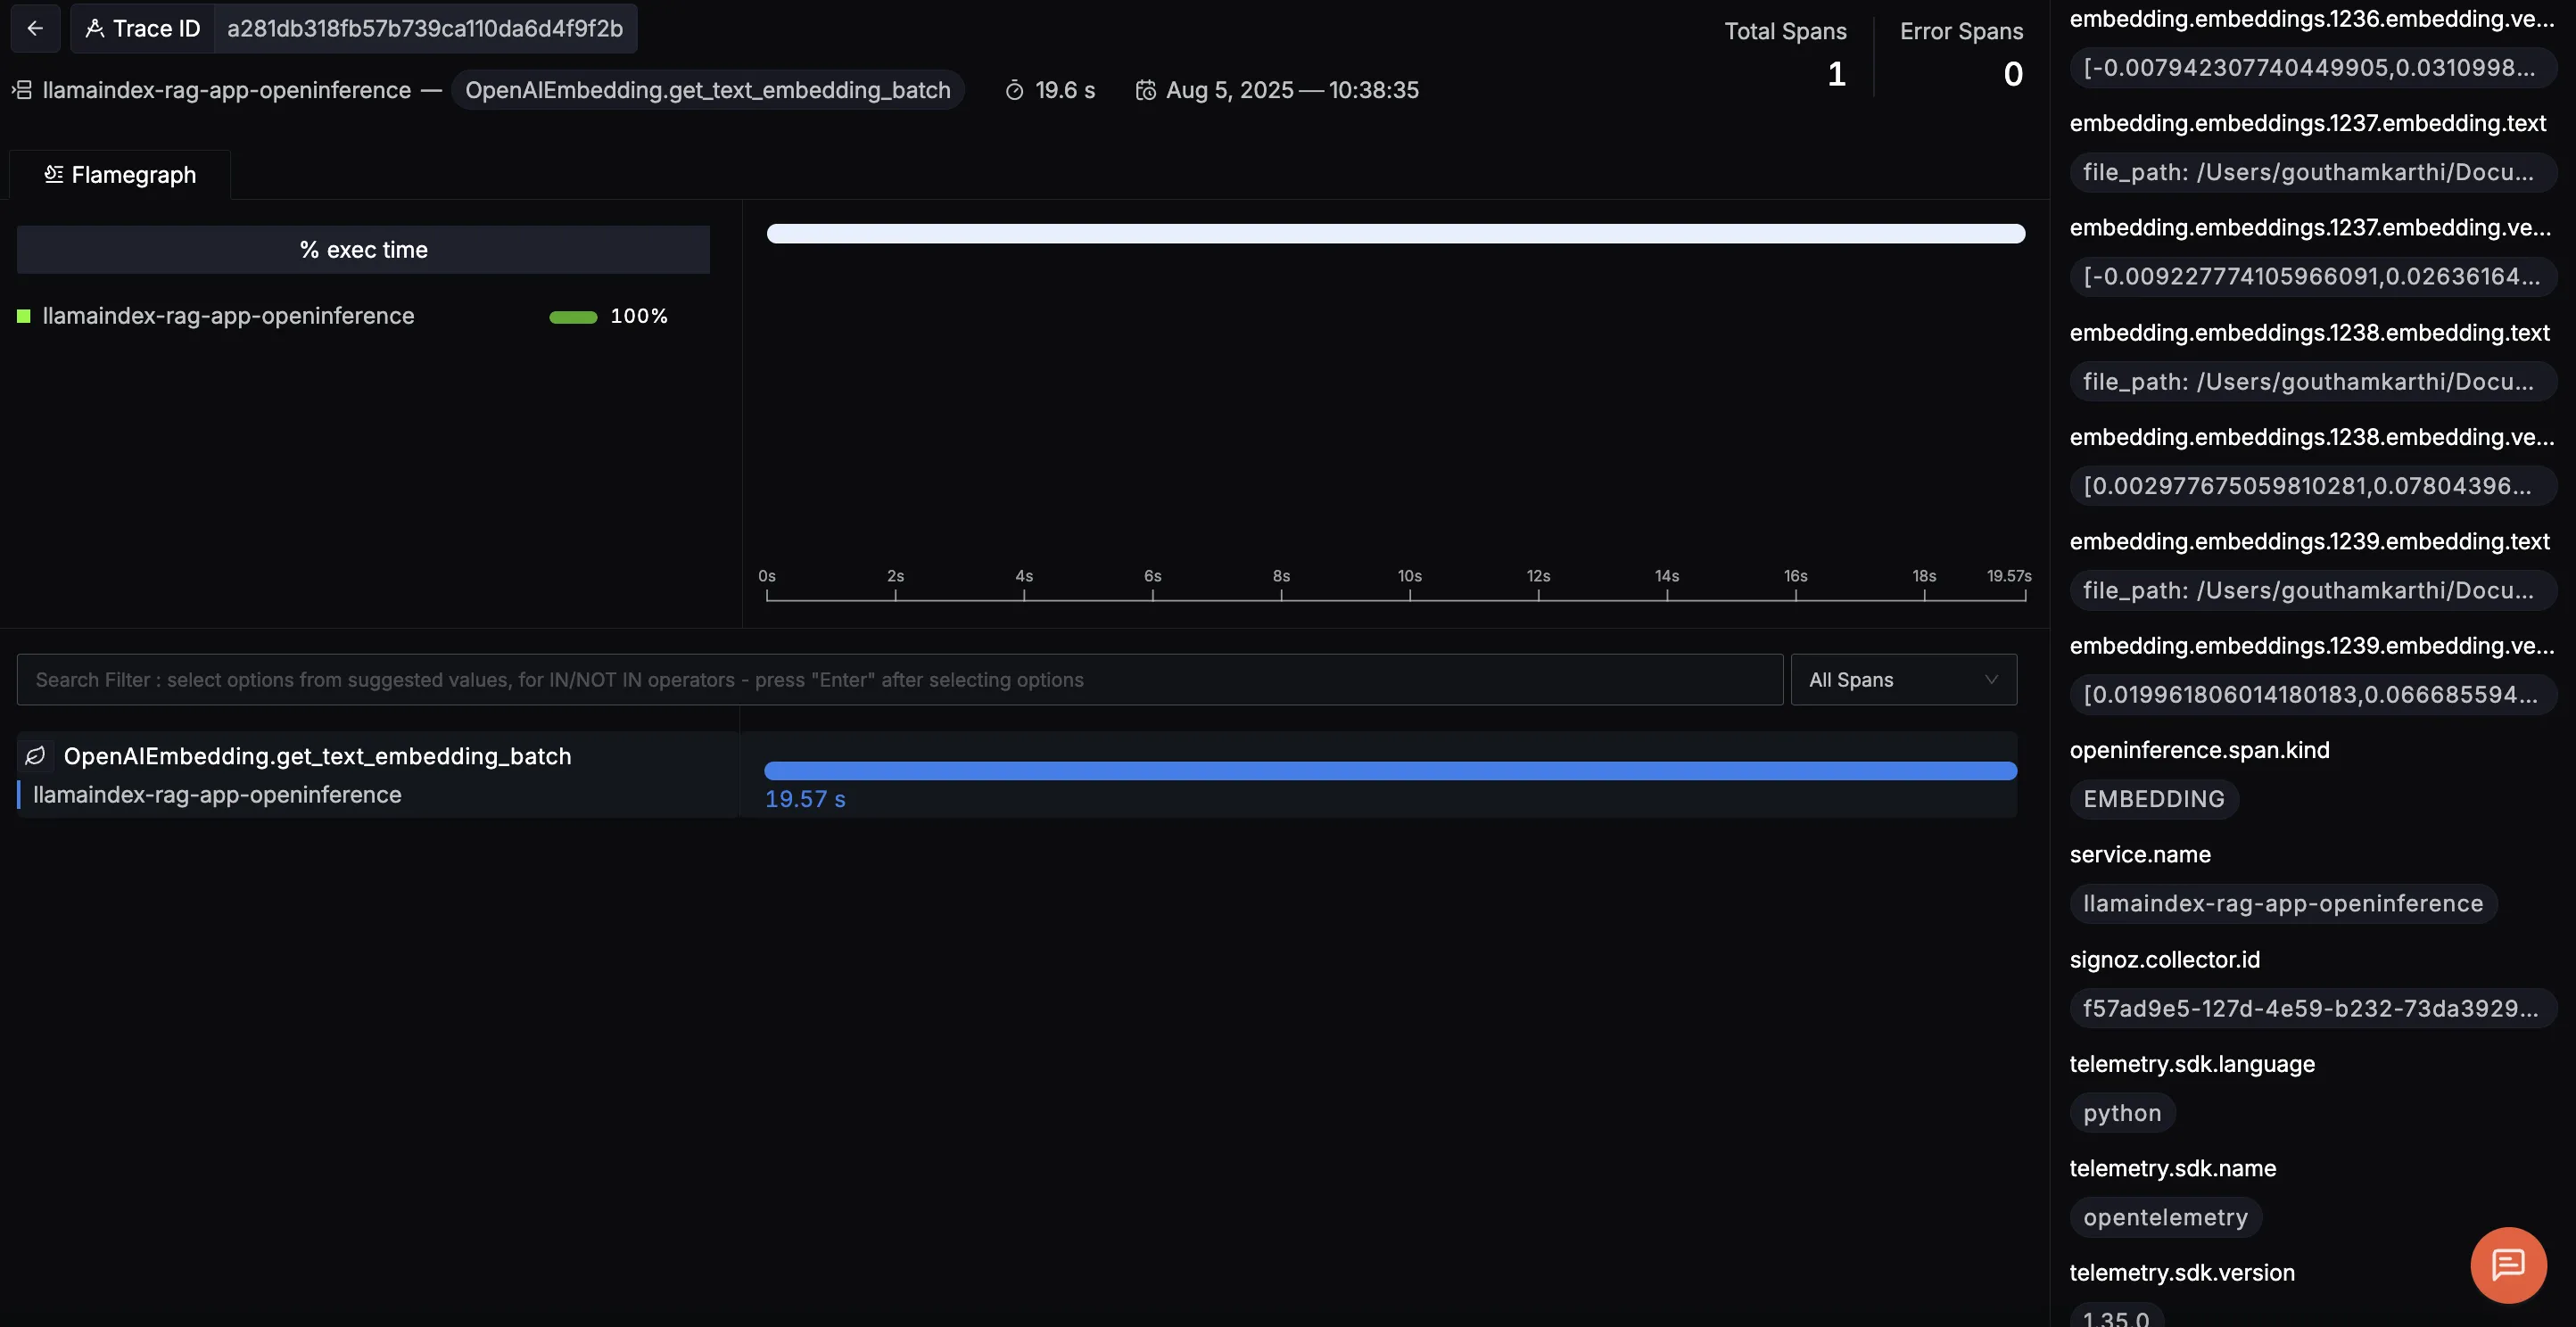 Trace ID a281db318fb57b739ca110da6d4f9f2b
Total Spans
1
Error Spans
0
llamaindex-rag-app-openinference — OpenAIEmbedding.get_text_embedding_batch 19.6 s Aug 5, 2025 — 10:38:35
Flamegraph
% exec time
llamaindex-rag-app-openinference 100%
0s 2s 4s 6s 8s 10s 12s 14s 16s 18s 19.57s
Search Filter : select options from suggested values, for IN/NOT IN operators - press "Enter" after selecting options
All Spans
OpenAIEmbedding.get_text_embedding_batch
llamaindex-rag-app-openinference
19.57 s
embedding.embeddings.1236.embedding.ve...
[-0.007942307740449905,0.0310998...
embedding.embeddings.1237.embedding.text
file_path: /Users/gouthamkarthi/Docu...
embedding.embeddings.1237.embedding.ve...
[-0.009227774105966091,0.02636164...
embedding.embeddings.1238.embedding.text
file_path: /Users/gouthamkarthi/Docu...
embedding.embeddings.1238.embedding.ve...
[0.002977675059810281,0.07804396...
embedding.embeddings.1239.embedding.text
file_path: /Users/gouthamkarthi/Docu...
embedding.embeddings.1239.embedding.ve...
[0.019961806014180183,0.066685594...
openinference.span.kind
EMBEDDING
service.name
llamaindex-rag-app-openinference
signoz.collector.id
f57ad9e5-127d-4e59-b232-73da3929...
telemetry.sdk.language
python
telemetry.sdk.name
opentelemetry
telemetry.sdk.version
1.35.0